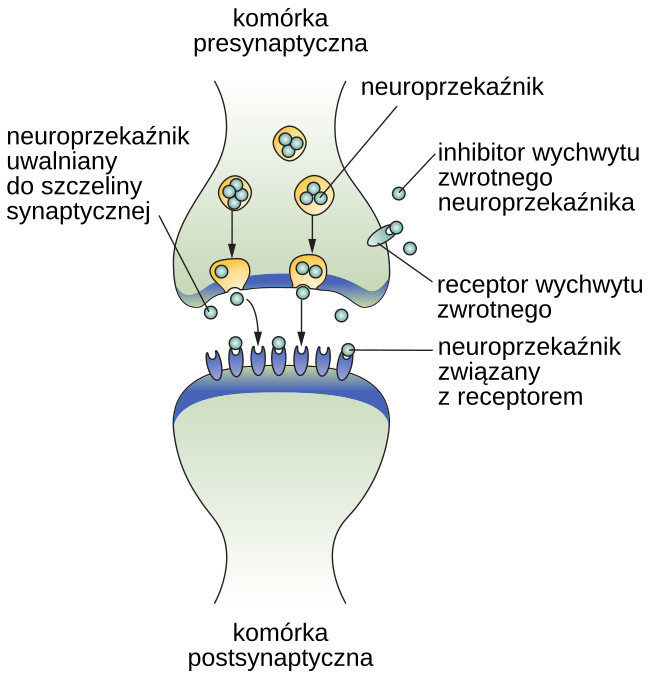 komórka
presynaptyczna
neuroprzekaźnik
neuroprzekaźnik
uwalniany
do szczeliny
synaptycznej
inhibitor wychwytu
zwrotnego
neuroprzekaźnika
receptor wychwytu
zwrotnego
neuroprzekaźnik
związany
z receptorem
komórka
postsynaptyczna